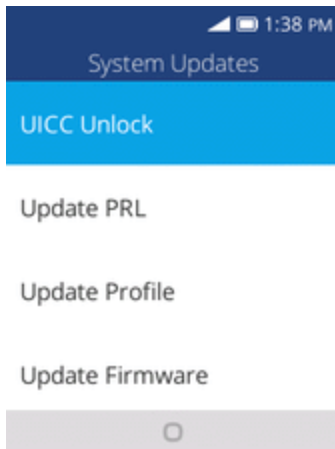 1:38 PM
System Updates
UICC Unlock
Update PRL
Update Profile
Update Firmware